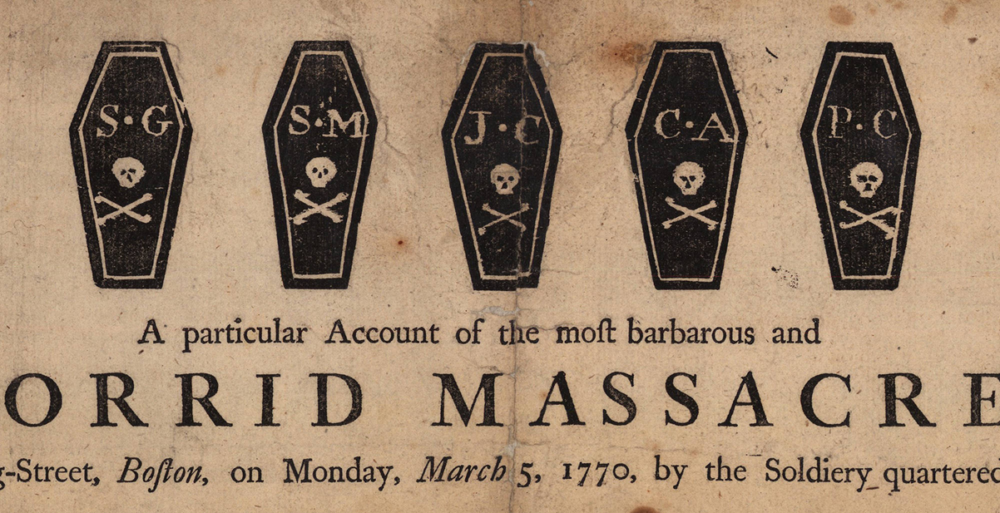 S·G S·M J·C C·A P·C
A particular Account of the moſt barbarous and
ORRID MASSACRE
g-Street, Boſton, on Monday, March 5, 1770, by the Soldiery quartered